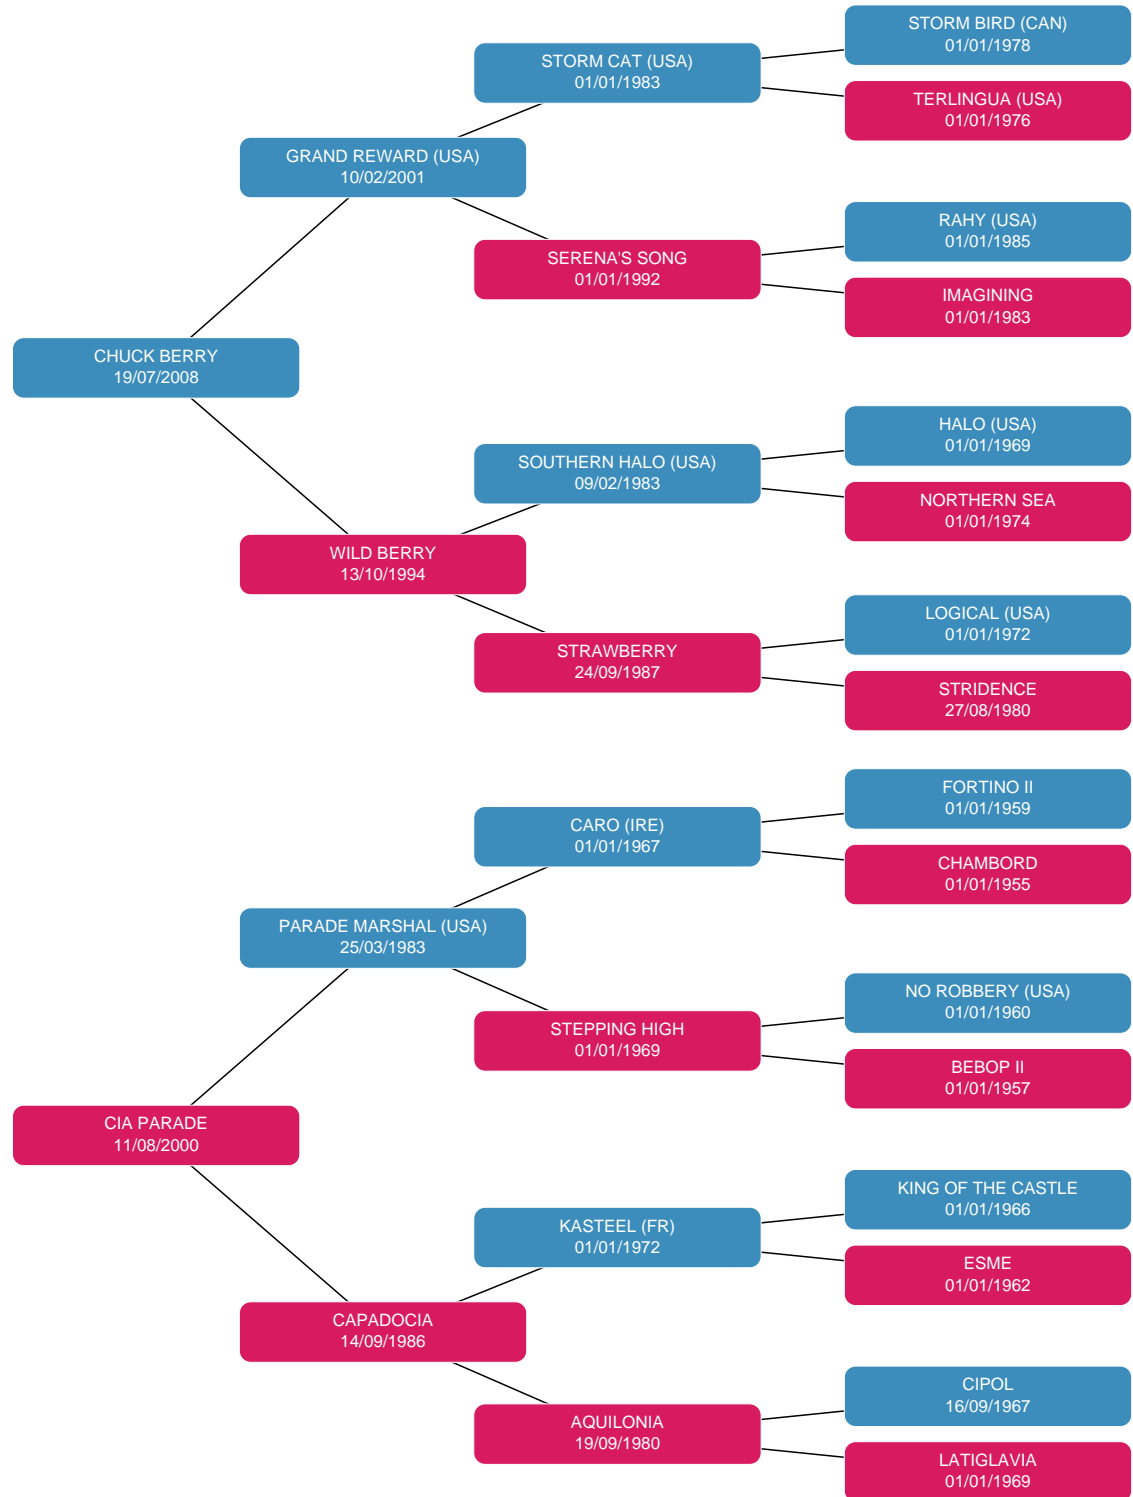 STORM BIRD (CAN)
01/01/1978
STORM CAT (USA)
01/01/1983
TERLINGUA (USA)
01/01/1976
GRAND REWARD (USA)
10/02/2001
RAHY (USA)
01/01/1985
SERENA'S SONG
01/01/1992
IMAGINING
01/01/1983
CHUCK BERRY
19/07/2008
HALO (USA)
01/01/1969
SOUTHERN HALO (USA)
09/02/1983
NORTHERN SEA
01/01/1974
WILD BERRY
13/10/1994
LOGICAL (USA)
01/01/1972
STRAWBERRY
24/09/1987
STRIDENCE
27/08/1980
FORTINO II
01/01/1959
CARO (IRE)
01/01/1967
CHAMBORD
01/01/1955
PARADE MARSHAL (USA)
25/03/1983
NO ROBBERY (USA)
01/01/1960
STEPPING HIGH
01/01/1969
BEBOP II
01/01/1957
CIA PARADE
11/08/2000
KING OF THE CASTLE
01/01/1966
KASTEEL (FR)
01/01/1972
ESME
01/01/1962
CAPADOCIA
14/09/1986
CIPOL
16/09/1967
AQUILONIA
19/09/1980
LATIGLAVIA
01/01/1969